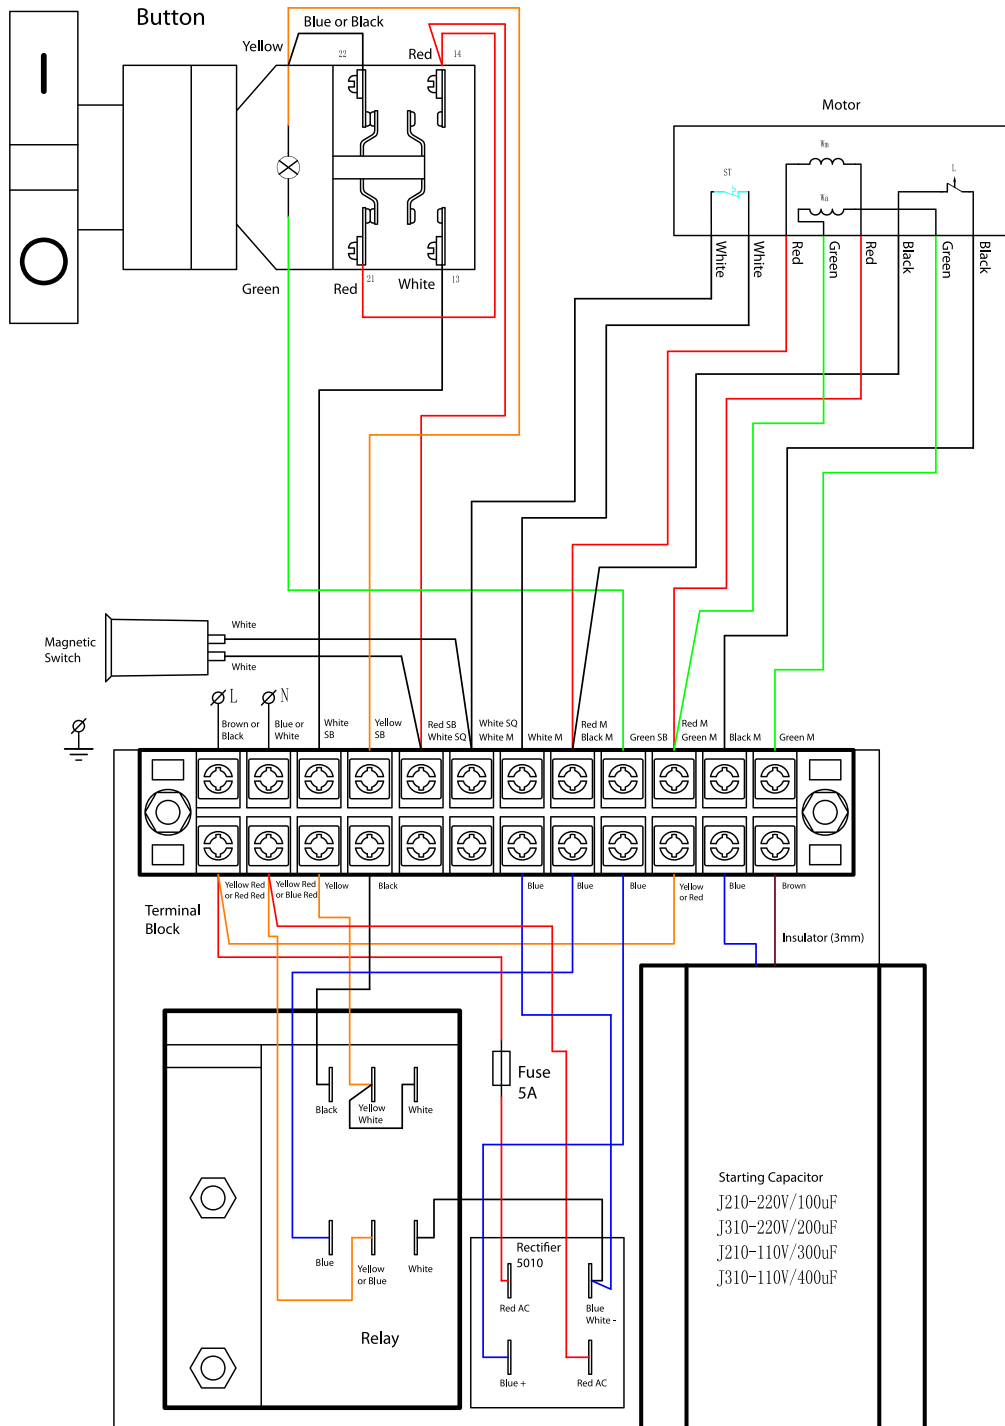 Button
Blue or Black
Yellow
22
Red
14
Green
Red
21
White
13
Motor
Wm
ST
Wa
L
White
White
Red
Green
Red
Black
Green
Black
Magnetic
Switch
White
White
L
N
Brown or
Black
Blue or
White
White
SB
Yellow
SB
Red SB
White SQ
White SQ
White M
White M
Red M
Black M
Green SB
Red M
Green M
Black M
Green M
Terminal
Block
Yellow Red
or Red Red
Yellow Red
or Blue Red
Yellow
Black
Blue
Blue
Blue
Yellow
or Red
Blue
Brown
Insulator (3mm)
Fuse
5A
Black
Yellow
White
White
Blue
Yellow
or Blue
White
Relay
Rectifier
5010
Red AC
Blue
White -
Blue +
Red AC
Starting Capacitor
J210-220V/100uF
J310-220V/200uF
J210-110V/300uF
J310-110V/400uF